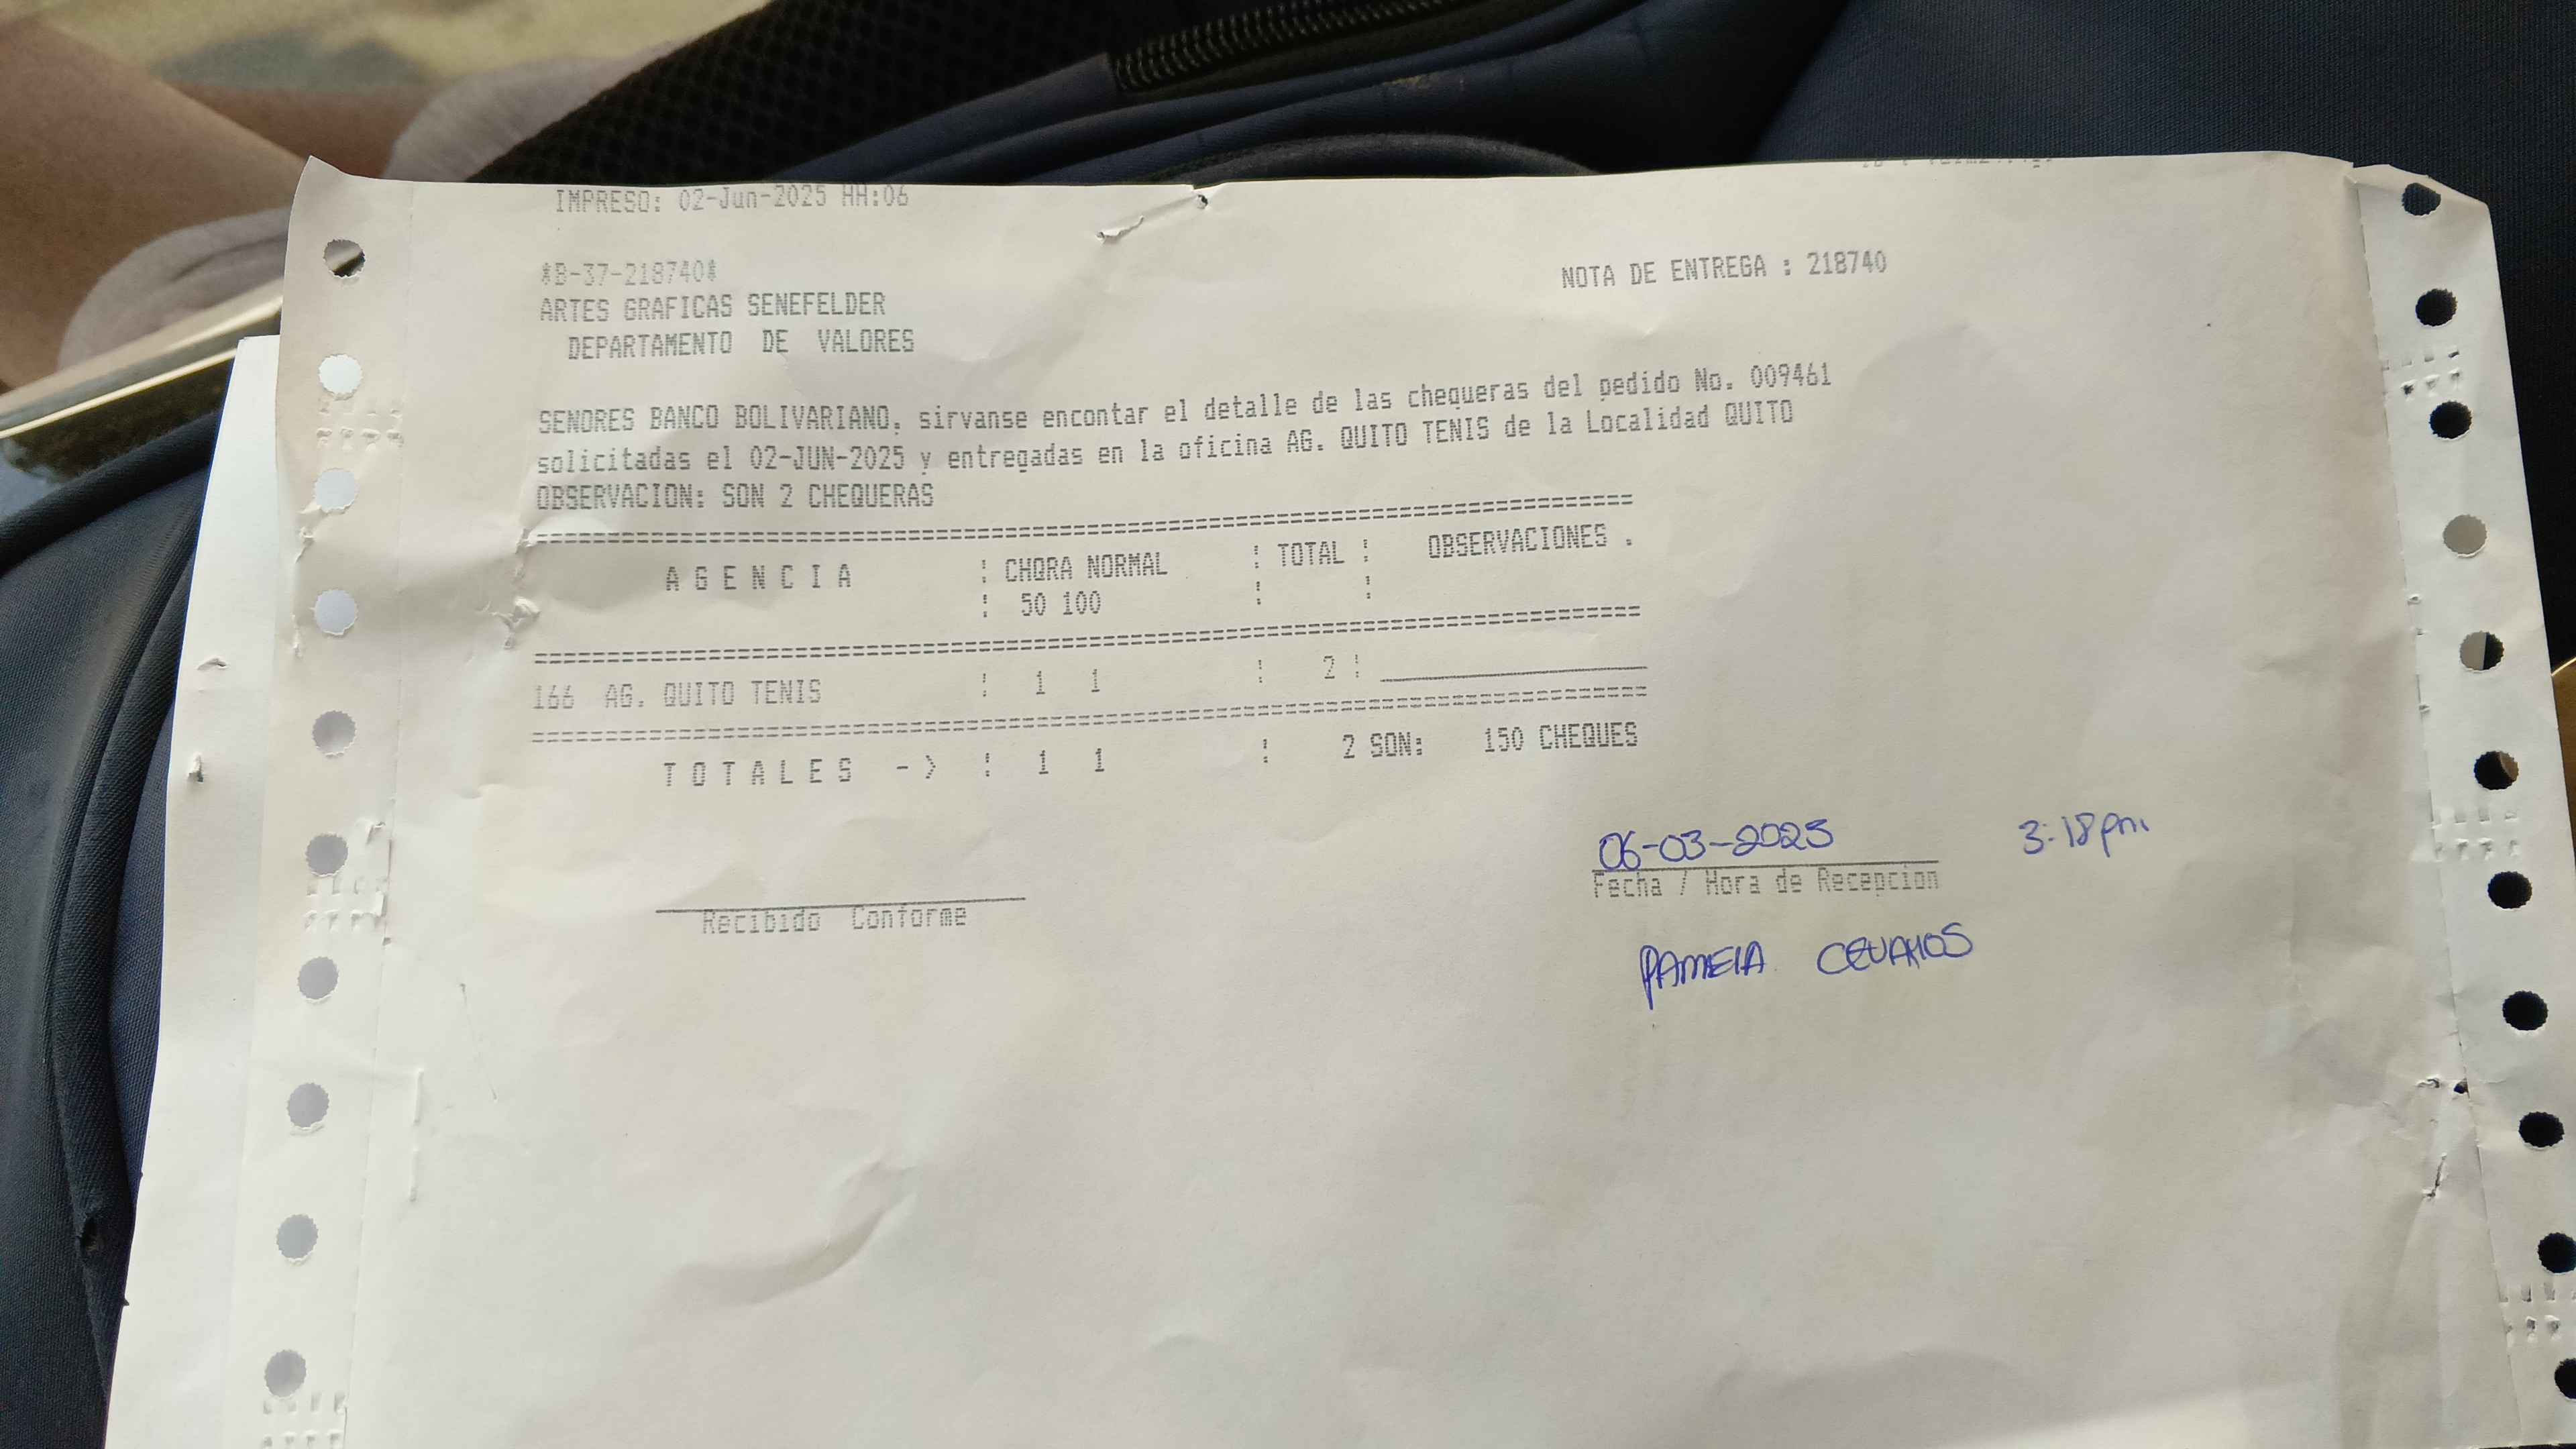 IMPRESO: 02-Jun-2025 HH:06
*B-37-218740*
NOTA DE ENTREGA : 218740
ARTES GRAFICAS SENEFELDER
DEPARTAMENTO DE VALORES
SENORES BANCO BOLIVARIANO, sirvanse encontar el detalle de las chequeras del pedido No. 009461
solicitadas el 02-JUN-2025 y entregadas en la oficina AG. QUITO TENIS de la Localidad QUITO
OBSERVACION: SON 2 CHEQUERAS
A G E N C I A : CHQRA NORMAL : TOTAL : OBSERVACIONES .
: 50 100 : :
166 AG. QUITO TENIS : 1 1 : 2 :
T O T A L E S -> : 1 1 : 2 SON: 150 CHEQUES
06-03-2025 3:18pm
Fecha / Hora de Recepcion
Recibido Conforme
PAMElA CEVAllOS